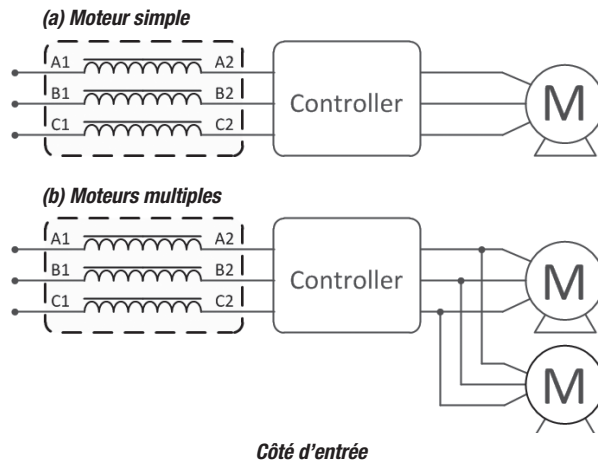 (a) Moteur simple
A1 A2
B1 B2
C1 C2
Controller
M
(b) Moteurs multiples
A1 A2
B1 B2
C1 C2
Controller
M
M
Côté d'entrée